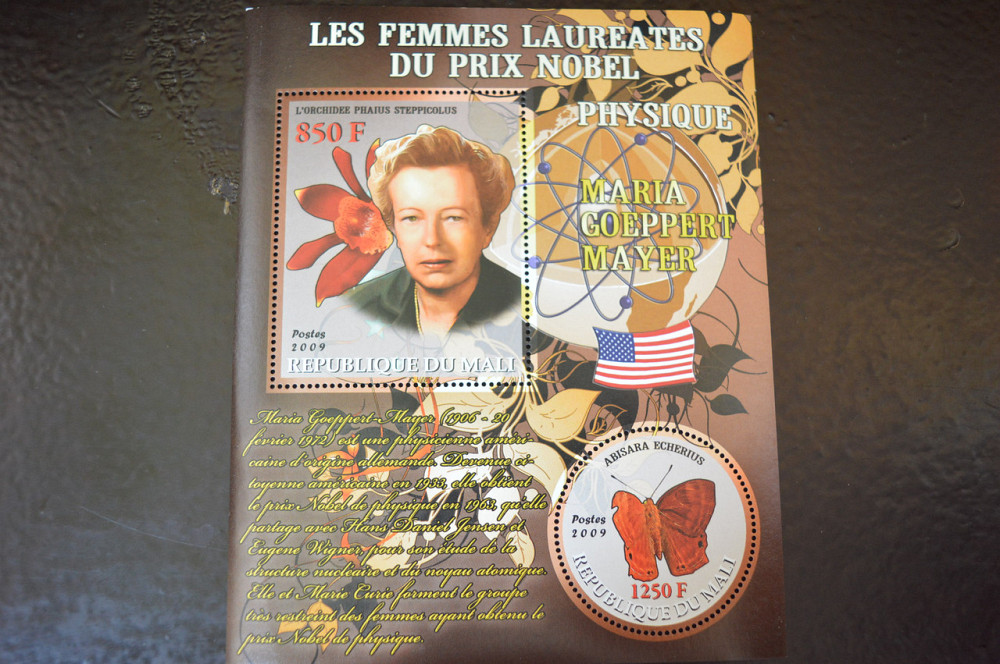 LES FEMMES LAUREATES
DU PRIX NOBEL
L'ORCHIDEE PHAIUS STEPPICOLUS
850 F
Postes
2009
REPUBLIQUE DU MALI
PHYSIQUE
MARIA
GOEPPERT
MAYER
Maria Goeppert-Mayer (1906 - 20
février 1972) est une physicienne améri-
caine d'origine allemande. Devenue ci-
toyenne américaine en 1933, elle obtient
le prix Nobel de physique en 1963, qu'elle
partage avec Hans Daniel Jensen et
Eugene Wigner, pour son étude de la
structure nucléaire et du noyau atomique.
Elle et Marie Curie forment le groupe
très restreint des femmes ayant obtenu le
prix Nobel de physique.
ABISARA ECHERIUS
Postes
2009
1250 F
REPUBLIQUE DU MALI